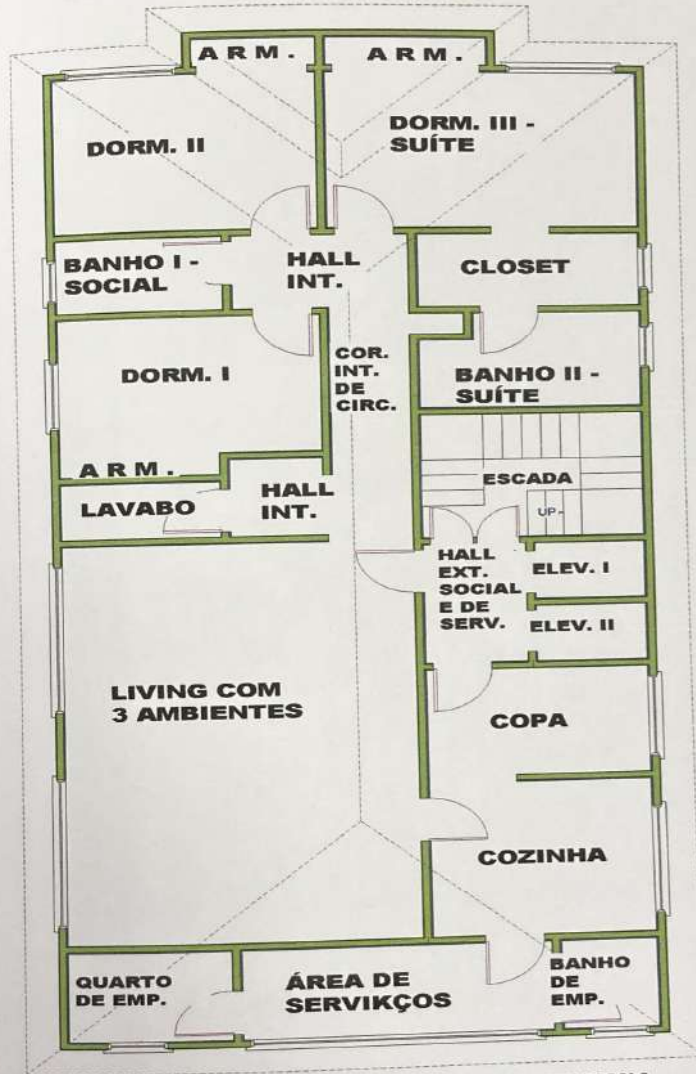 A R M .
A R M .
DORM. II
DORM. III -
SUÍTE
BANHO I -
SOCIAL
HALL
INT.
CLOSET
DORM. I
COR.
INT.
DE
CIRC.
BANHO II -
SUÍTE
A R M .
LAVABO
HALL
INT.
ESCADA
UP-
HALL
EXT.
SOCIAL
E DE
SERV.
ELEV. I
ELEV. II
LIVING COM
3 AMBIENTES
COPA
COZINHA
QUARTO
DE EMP.
ÁREA DE
SERVIKÇOS
BANHO
DE
EMP.